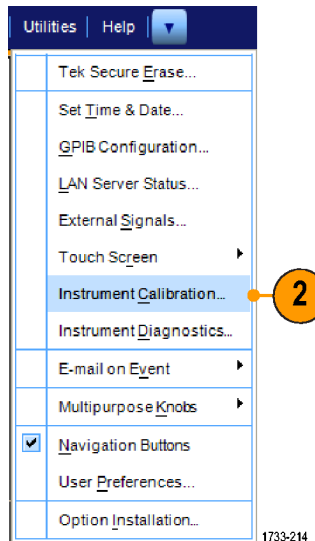 Utilities | Help
Tek Secure Erase...
Set Time & Date...
GPIB Configuration...
LAN Server Status...
External Signals...
Touch Screen
Instrument Calibration...
2
Instrument Diagnostics...
E-mail on Event
Multipurpose Knobs
Navigation Buttons
User Preferences...
Option Installation...
1733-214